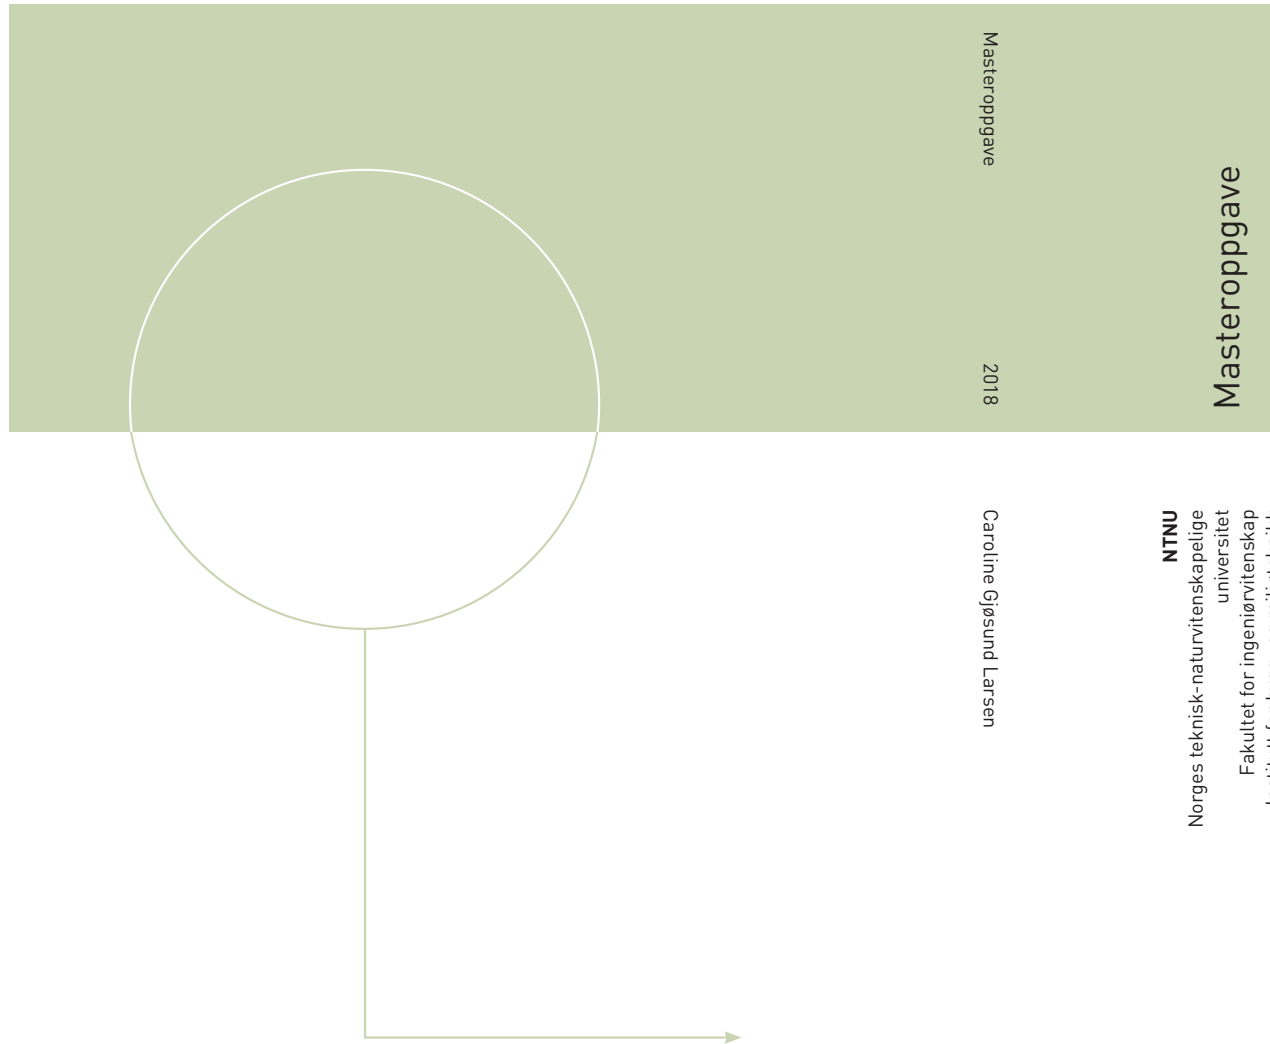 Masteroppgave
2018
Caroline Gjøsund Larsen
Masteroppgave
NTNU
Norges teknisk-naturvitenskapelige
universitet
Fakultet for ingeniørvitenskap